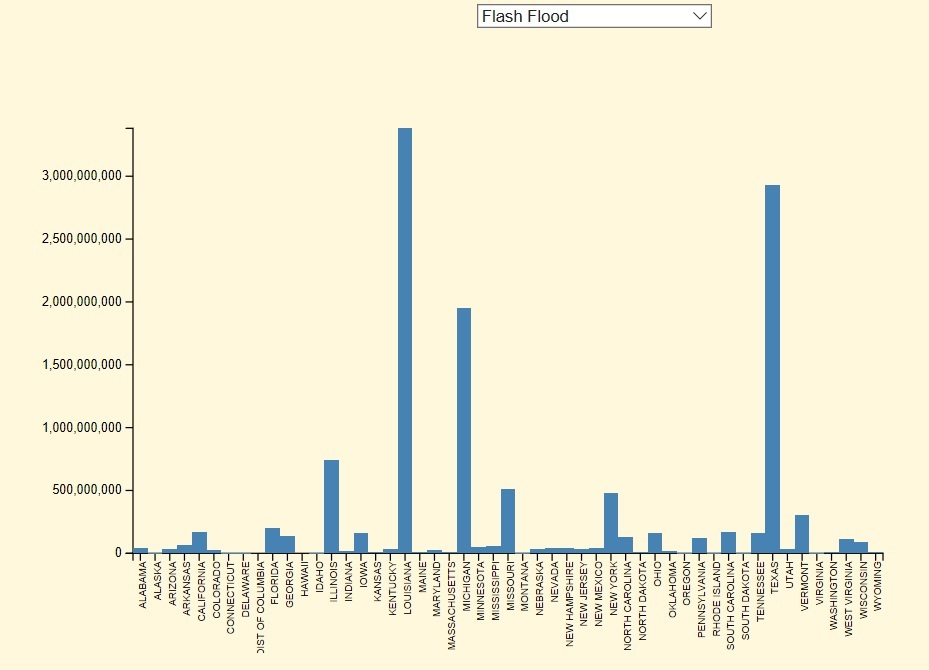 Flash Flood
3,000,000,000
2,500,000,000
2,000,000,000
1,500,000,000
1,000,000,000
500,000,000
0
ALABAMA
ALASKA
ARIZONA
ARKANSAS
CALIFORNIA
COLORADO
CONNECTICUT
DELAWARE
DIST OF COLUMBIA
FLORIDA
GEORGIA
HAWAII
IDAHO
ILLINOIS
INDIANA
IOWA
KANSAS
KENTUCKY
LOUISIANA
MAINE
MARYLAND
MASSACHUSETTS
MICHIGAN
MINNESOTA
MISSISSIPPI
MISSOURI
MONTANA
NEBRASKA
NEVADA
NEW HAMPSHIRE
NEW JERSEY
NEW MEXICO
NEW YORK
NORTH CAROLINA
NORTH DAKOTA
OHIO
OKLAHOMA
OREGON
PENNSYLVANIA
RHODE ISLAND
SOUTH CAROLINA
SOUTH DAKOTA
TENNESSEE
TEXAS
UTAH
VERMONT
VIRGINIA
WASHINGTON
WEST VIRGINIA
WISCONSIN
WYOMING